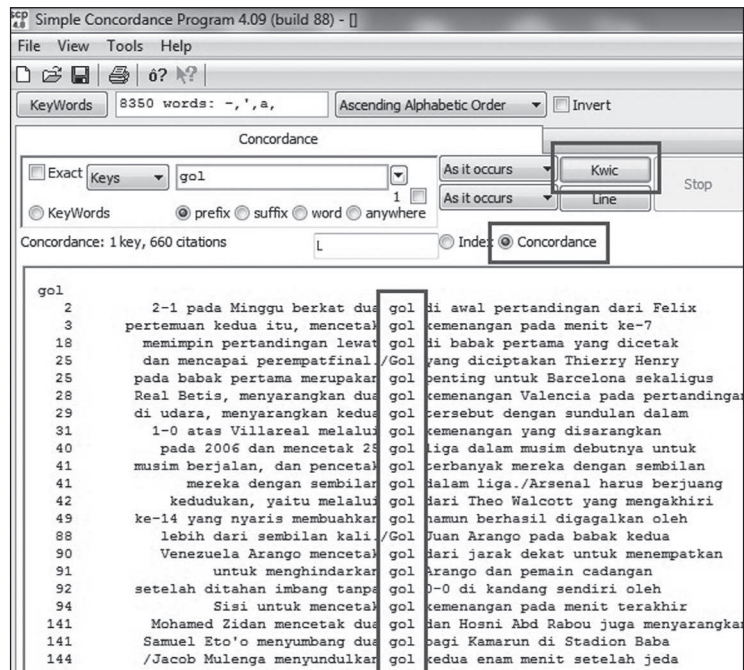 Simple Concordance Program 4.09 (build 88) - []
File View Tools Help
KeyWords 8350 words: -,',a, Ascending Alphabetic Order Invert
Concordance
Exact Keys gol As it occurs Kwic Stop
1 As it occurs Line
KeyWords prefix suffix word anywhere
Concordance: 1 key, 660 citations L Index Concordance
gol
2 2-1 pada Minggu berkat dua gol di awal pertandingan dari Felix
3 pertemuan kedua itu, mencetak gol kemenangan pada menit ke-7
18 memimpin pertandingan lewat gol di babak pertama yang dicetak
25 dan mencapai perempatfinal./Gol yang diciptakan Thierry Henry
25 pada babak pertama merupakan gol penting untuk Barcelona sekaligus
28 Real Betis, menyarangkan dua gol kemenangan Valencia pada pertandingan
29 di udara, menyarangkan kedua gol tersebut dengan sundulan dalam
31 1-0 atas Villareal melalui gol kemenangan yang disarangkan
40 pada 2006 dan mencetak 25 gol liga dalam musim debutnya untuk
41 musim berjalan, dan pencetak gol terbanyak mereka dengan sembilan
41 mereka dengan sembilan gol dalam liga./Arsenal harus berjuang
42 kedudukan, yaitu melalui gol dari Theo Walcott yang mengakhiri
49 ke-14 yang nyaris membuahkan gol namun berhasil digagalkan oleh
88 lebih dari sembilan kali./Gol Juan Arango pada babak kedua
90 Venezuela Arango mencetak gol dari jarak dekat untuk menempatkan
91 untuk menghindarkan gol Arango dan pemain cadangan
92 setelah ditahan imbang tanpa gol 0-0 di kandang sendiri oleh
94 Sisi untuk mencetak gol kemenangan pada menit terakhir
141 Mohamed Zidan mencetak dua gol dan Hosni Abd Rabou juga menyarangka
141 Samuel Eto'o menyumbang dua gol bagi Kamarun di Stadion Baba
144 /Jacob Mulenga menyundulkan gol kedua enam menit setelah jeda